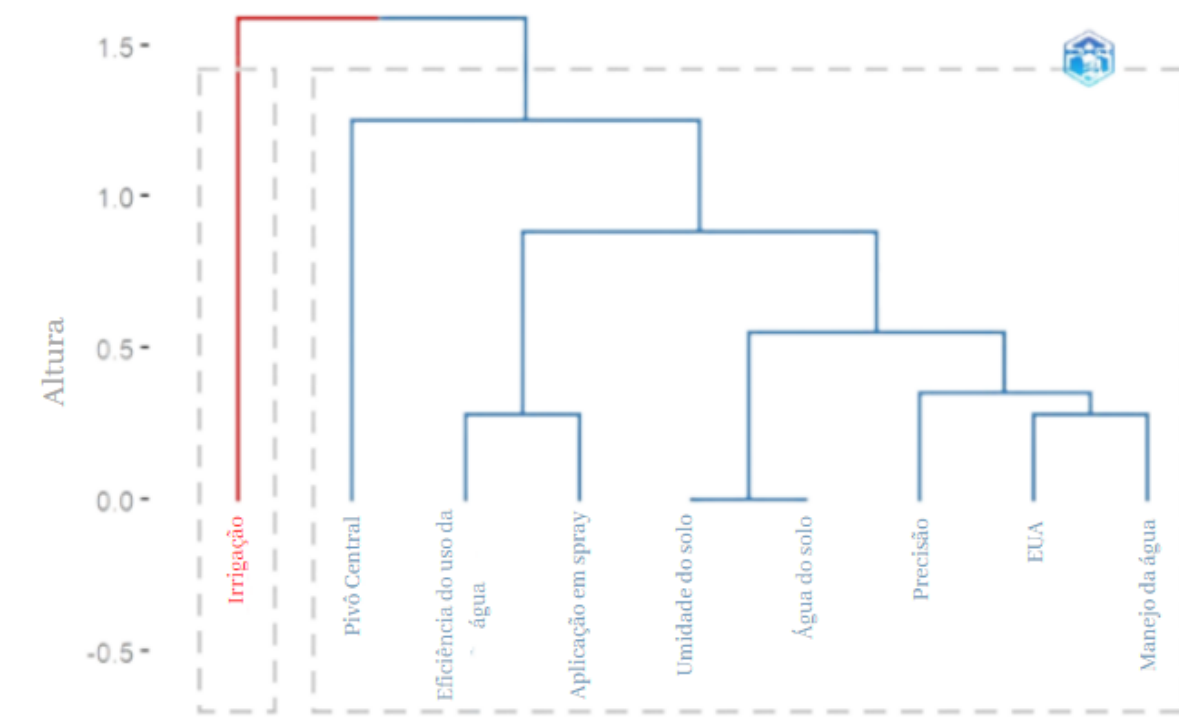 1.5
1.0
0.5
0.0
-0.5
Altura
Irrigação
Pivô Central
Eficiência do uso da
água
Aplicação em spray
Umidade do solo
Água do solo
Precisão
EUA
Manejo da água